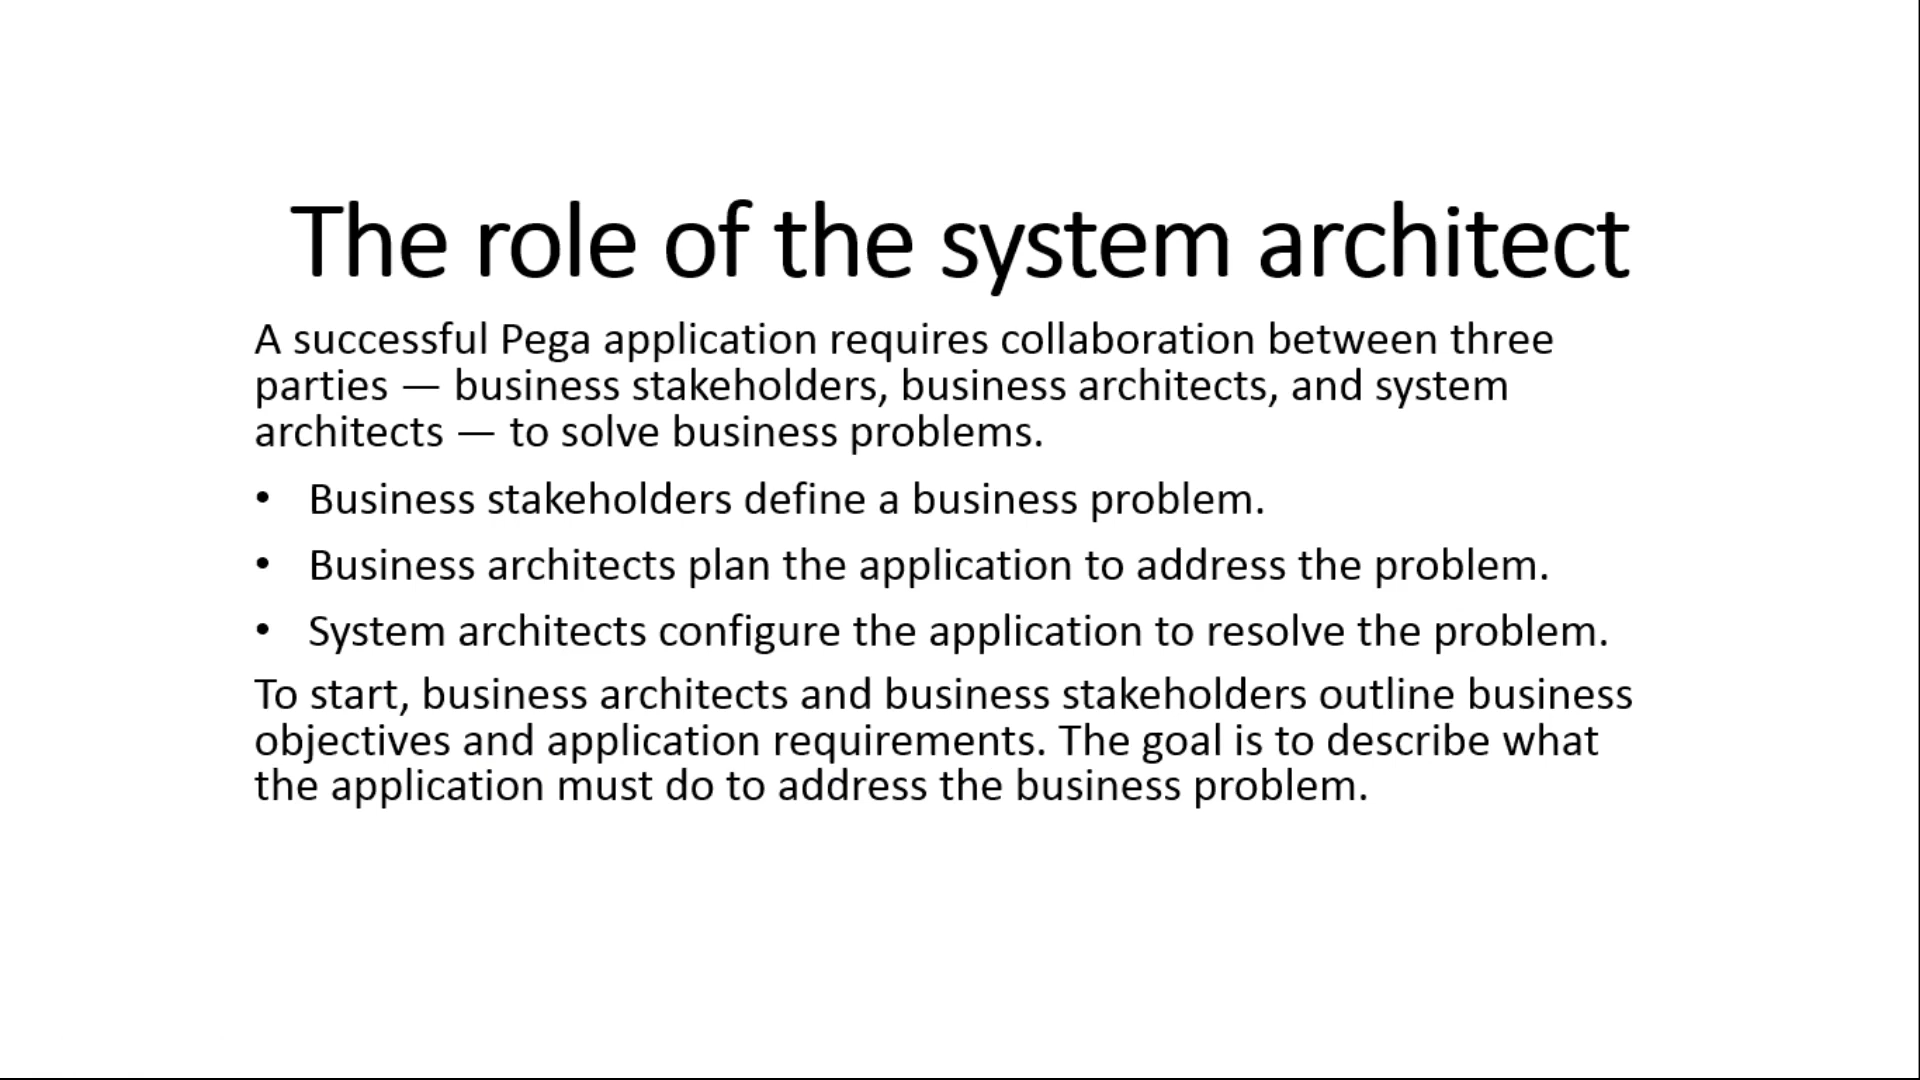 The role of the system architect
A successful Pega application requires collaboration between three
parties — business stakeholders, business architects, and system
architects — to solve business problems.
• Business stakeholders define a business problem.
• Business architects plan the application to address the problem.
• System architects configure the application to resolve the problem.
To start, business architects and business stakeholders outline business
objectives and application requirements. The goal is to describe what
the application must do to address the business problem.